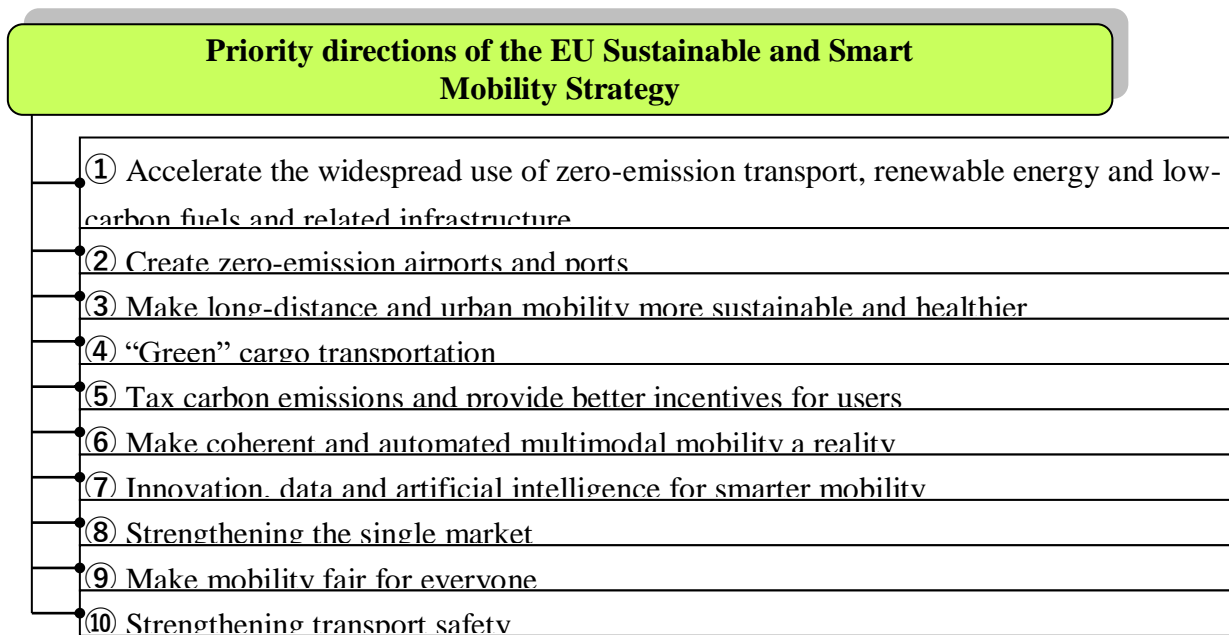 Priority directions of the EU Sustainable and Smart
Mobility Strategy
① Accelerate the widespread use of zero-emission transport, renewable energy and low-
carbon fuels and related infrastructure
② Create zero-emission airports and ports
③ Make long-distance and urban mobility more sustainable and healthier
④ “Green” cargo transportation
⑤ Tax carbon emissions and provide better incentives for users
⑥ Make coherent and automated multimodal mobility a reality
⑦ Innovation, data and artificial intelligence for smarter mobility
⑧ Strengthening the single market
⑨ Make mobility fair for everyone
⑩ Strengthening transport safety